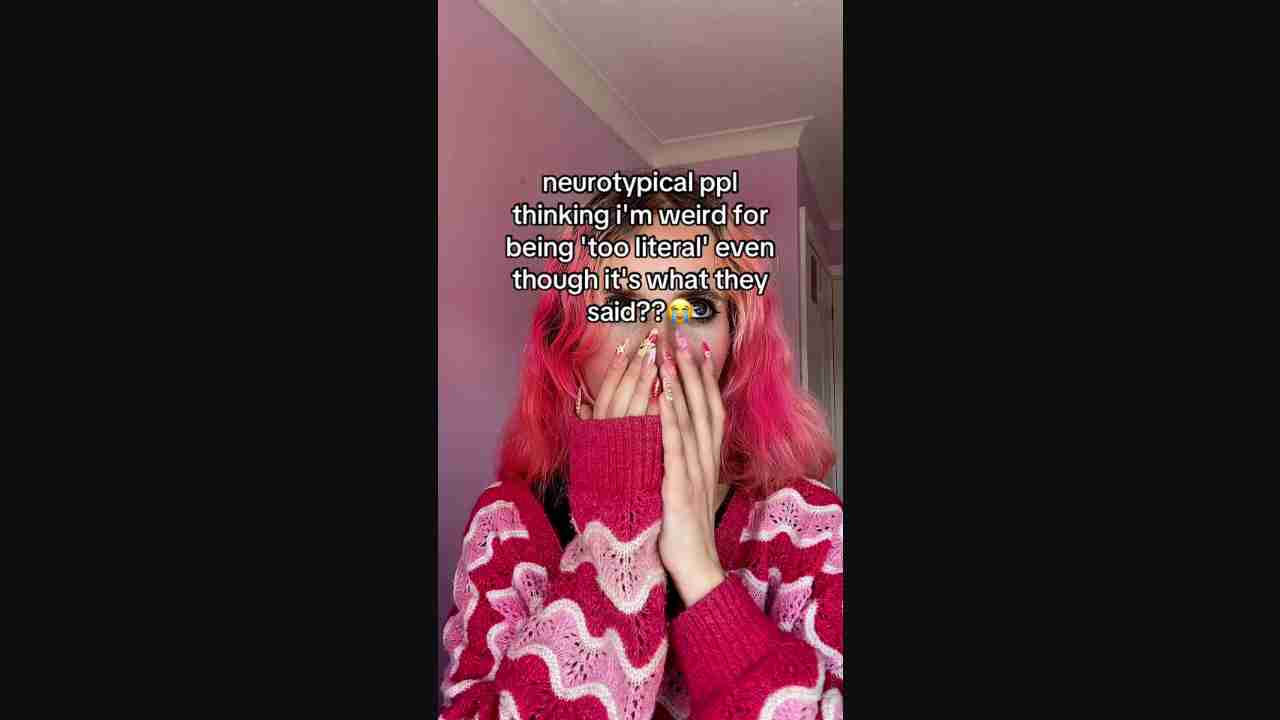 neurotypical ppl
thinking i'm weird for
being 'too literal' even
though it's what they
said??😭